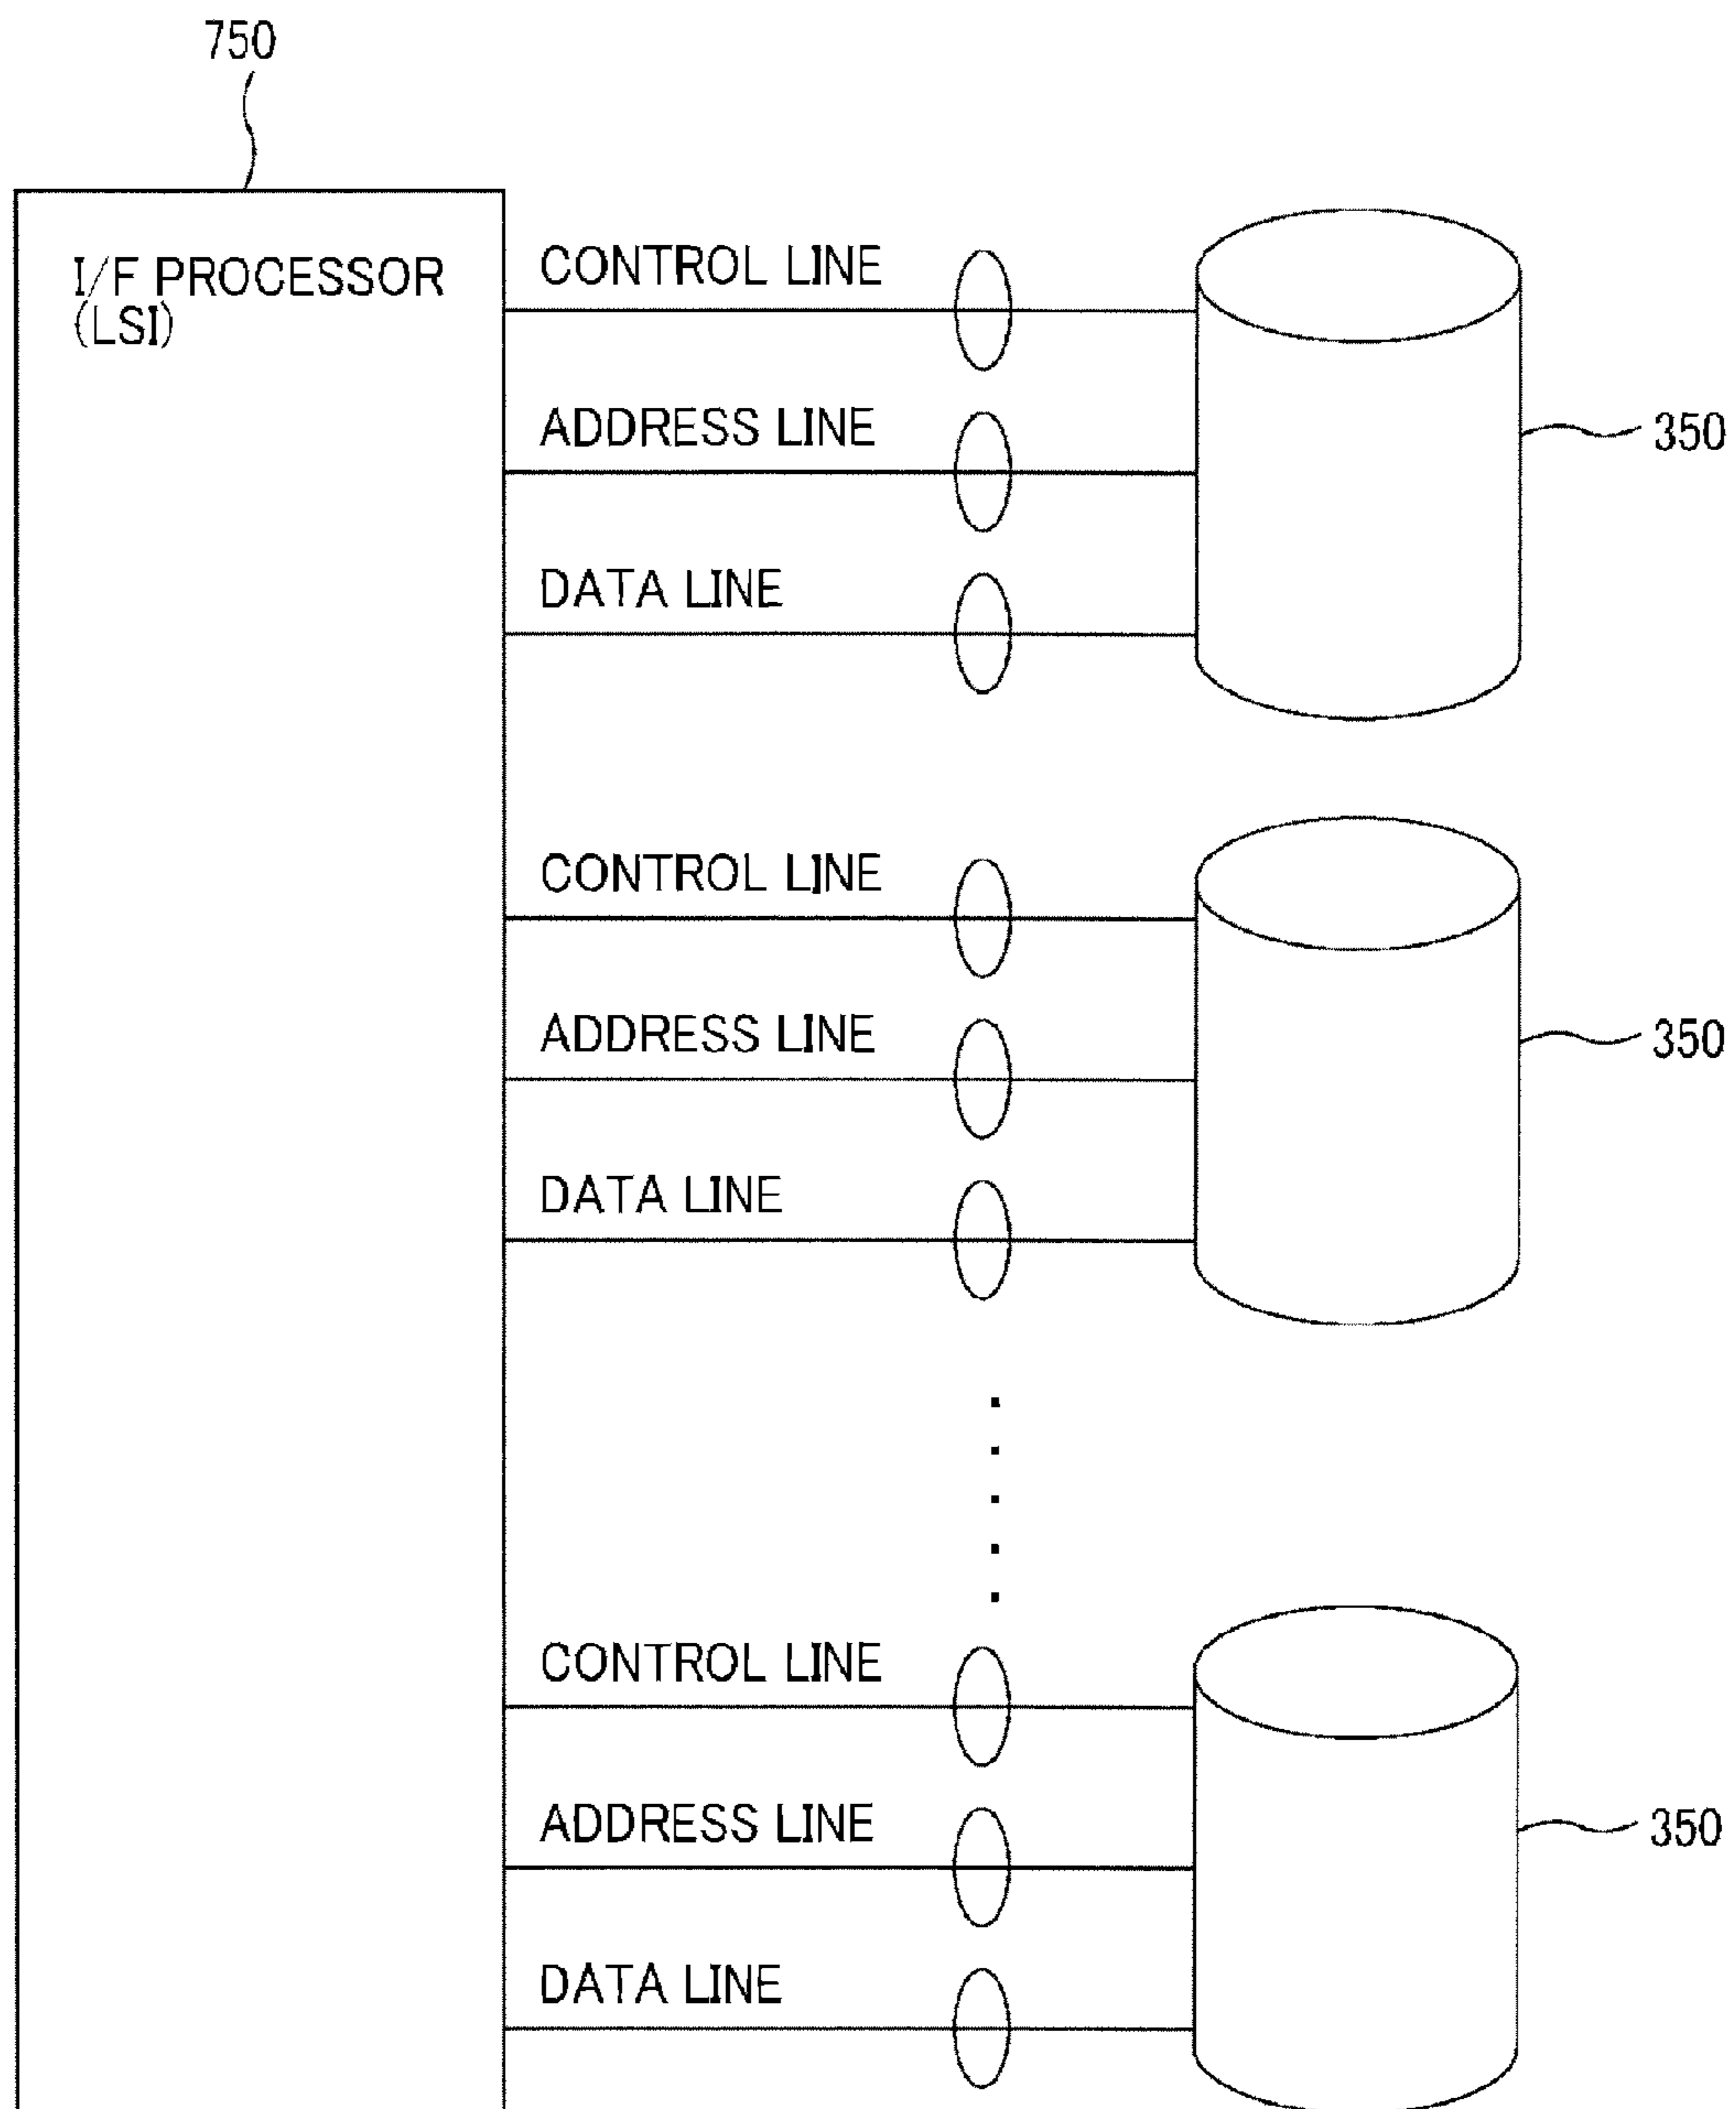 750
I/F PROCESSOR
(LSI)
CONTROL LINE
ADDRESS LINE
350
DATA LINE
CONTROL LINE
ADDRESS LINE
350
DATA LINE
CONTROL LINE
ADDRESS LINE
350
DATA LINE